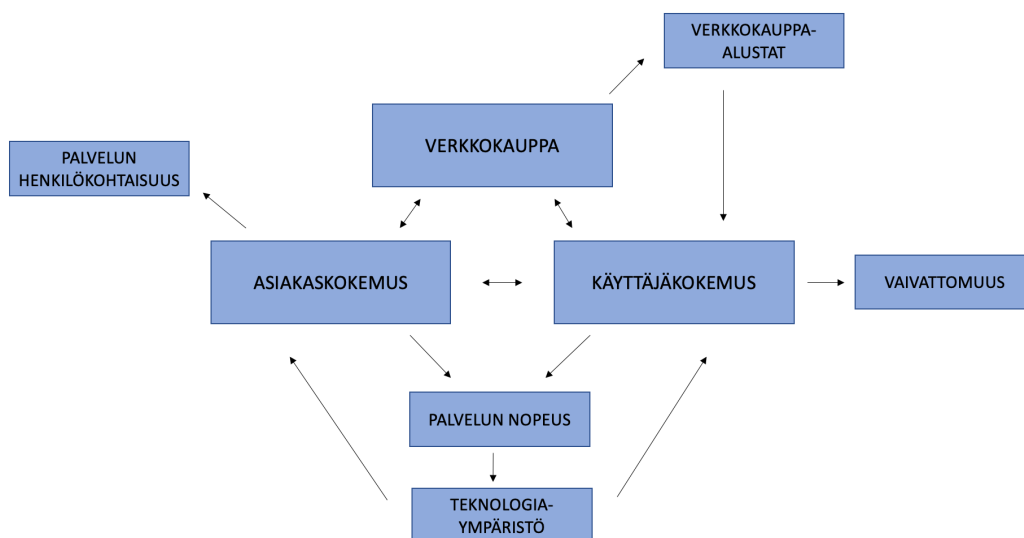 VERKKOKAUPPA-
ALUSTAT
VERKKOKAUPPA
PALVELUN
HENKILÖKOHTAISUUS
ASIAKASKOKEMUS
KÄYTTÄJÄKOKEMUS
VAIVATTOMUUS
PALVELUN NOPEUS
TEKNOLOGIA-
YMPÄRISTÖ